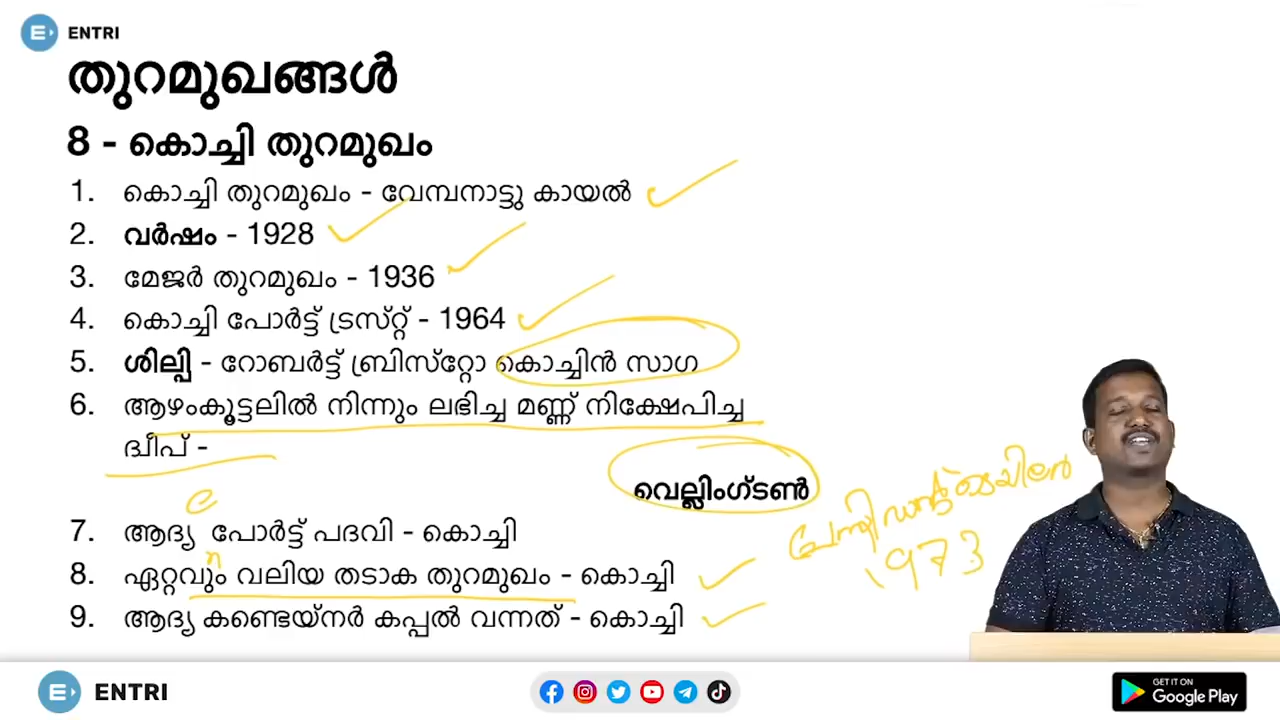 ENTRI
തുറമുഖങ്ങൾ
8 - കൊച്ചി തുറമുഖം
1. കൊച്ചി തുറമുഖം - വേമ്പനാട്ടു കായൽ
2. വർഷം - 1928
3. മേജർ തുറമുഖം - 1936
4. കൊച്ചി പോർട്ട് ട്രസ്റ്റ് - 1964
5. ശില്പി - റോബർട്ട് ബ്രിസ്റ്റോ കൊച്ചിൻ സാഗ
6. ആഴംകൂട്ടലിൽ നിന്നും ലഭിച്ച മണ്ണ് നിക്ഷേപിച്ച
ദ്വീപ് -
വെല്ലിംഗ്ടൺ
e
7. ആദ്യ പോർട്ട് പദവി - കൊച്ചി
n
8. ഏറ്റവും വലിയ തടാക തുറമുഖം - കൊച്ചി
1973
9. ആദ്യ കണ്ടെയ്നർ കപ്പൽ വന്നത് - കൊച്ചി
ENTRI
GET IT ON
Google Play